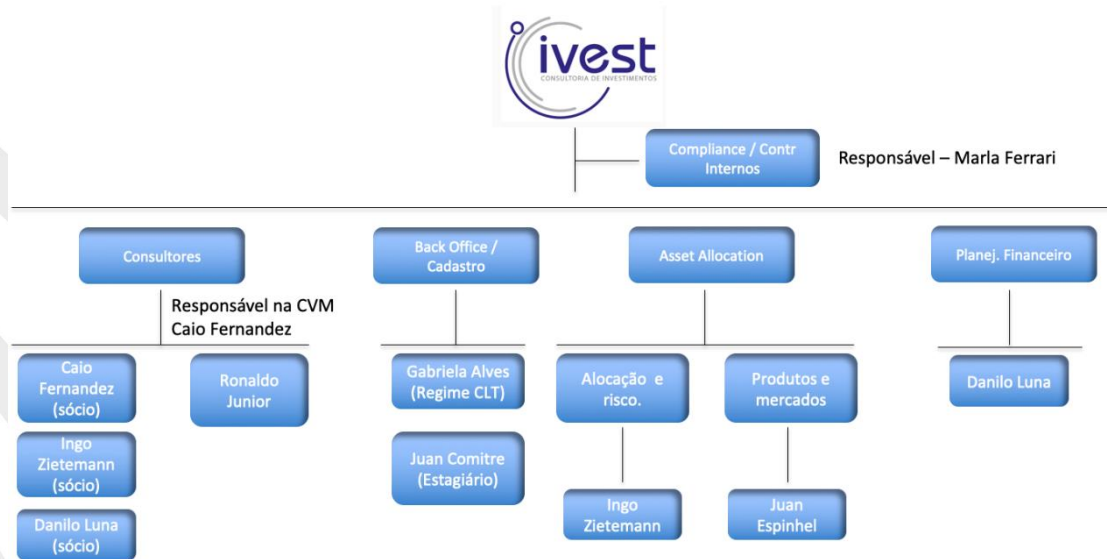 ivest
CONSULTORIA DE INVESTIMENTOS
Compliance / Contr
Internos
Responsável – Marla Ferrari
Consultores
Back Office /
Cadastro
Asset Allocation
Planej. Financeiro
Responsável na CVM
Caio Fernandez
Caio
Fernandez
(sócio)
Ronaldo
Junior
Gabriela Alves
(Regime CLT)
Alocação e
risco.
Produtos e
mercados
Danilo Luna
Ingo
Zietemann
(sócio)
Juan Comitre
(Estagiário)
Ingo
Zietemann
Juan
Espinhel
Danilo Luna
(sócio)